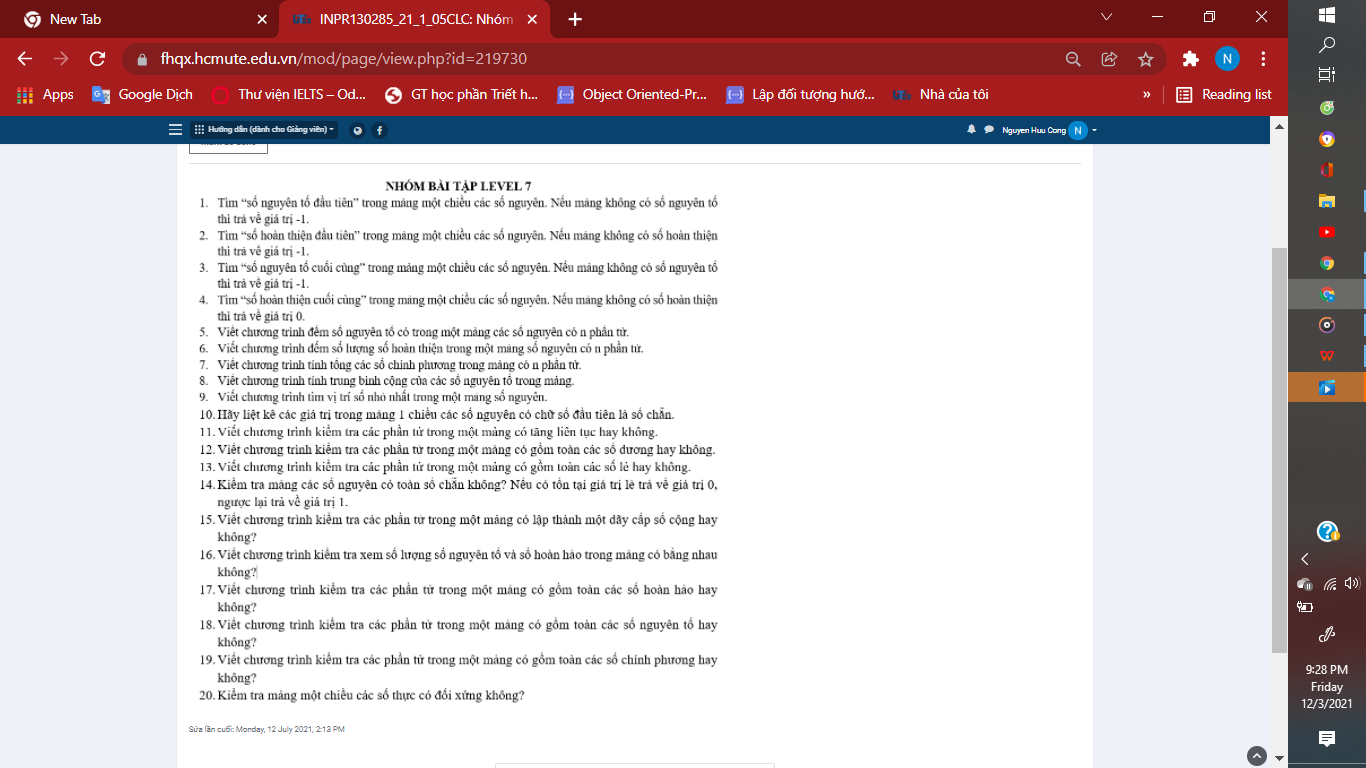 New Tab
INPR130285_21_1_05CLC: Nhóm
fhqx.hcmute.edu.vn/mod/page/view.php?id=219730
N
Apps
Google Dịch
Thư viện IELTS – Od...
GT học phần Triết h...
Object Oriented-Pr...
Lập đối tượng hướ...
Nhà của tôi
»
Reading list
Hướng dẫn (dành cho Giảng viên)
Nguyen Huu Cong
N
NHÓM BÀI TẬP LEVEL 7
1. Tìm “số nguyên tố đầu tiên” trong mảng một chiều các số nguyên. Nếu mảng không có số nguyên tố
thì trả về giá trị -1.
2. Tìm “số hoàn thiện đầu tiên” trong mảng một chiều các số nguyên. Nếu mảng không có số hoàn thiện
thì trả về giá trị -1.
3. Tìm “số nguyên tố cuối cùng” trong mảng một chiều các số nguyên. Nếu mảng không có số nguyên tố
thì trả về giá trị -1.
4. Tìm “số hoàn thiện cuối cùng” trong mảng một chiều các số nguyên. Nếu mảng không có số hoàn thiện
thì trả về giá trị 0.
5. Viết chương trình đếm số nguyên tố có trong một mảng các số nguyên có n phần tử.
6. Viết chương trình đếm số lượng số hoàn thiện trong một mảng số nguyên có n phần tử.
7. Viết chương trình tính tổng các số chính phương trong mảng có n phần tử.
8. Viết chương trình tính trung bình cộng của các số nguyên tố trong mảng.
9. Viết chương trình tìm vị trí số nhỏ nhất trong một mảng số nguyên.
10. Hãy liệt kê các giá trị trong mảng 1 chiều các số nguyên có chữ số đầu tiên là số chẵn.
11. Viết chương trình kiểm tra các phần tử trong một mảng có tăng liên tục hay không.
12. Viết chương trình kiểm tra các phần tử trong một mảng có gồm toàn các số dương hay không.
13. Viết chương trình kiểm tra các phần tử trong một mảng có gồm toàn các số lẻ hay không.
14. Kiểm tra mảng các số nguyên có toàn số chẵn không? Nếu có tồn tại giá trị lẻ trả về giá trị 0,
ngược lại trả về giá trị 1.
15. Viết chương trình kiểm tra các phần tử trong một mảng có lập thành một dãy cấp số cộng hay
không?
16. Viết chương trình kiểm tra xem số lượng số nguyên tố và số hoàn hảo trong mảng có bằng nhau
không?
17. Viết chương trình kiểm tra các phần tử trong một mảng có gồm toàn các số hoàn hảo hay
không?
18. Viết chương trình kiểm tra các phần tử trong một mảng có gồm toàn các số nguyên tố hay
không?
19. Viết chương trình kiểm tra các phần tử trong một mảng có gồm toàn các số chính phương hay
không?
20. Kiểm tra mảng một chiều các số thực có đối xứng không?
Sửa lần cuối: Monday, 12 July 2021, 2:13 PM
9:28 PM
Friday
12/3/2021